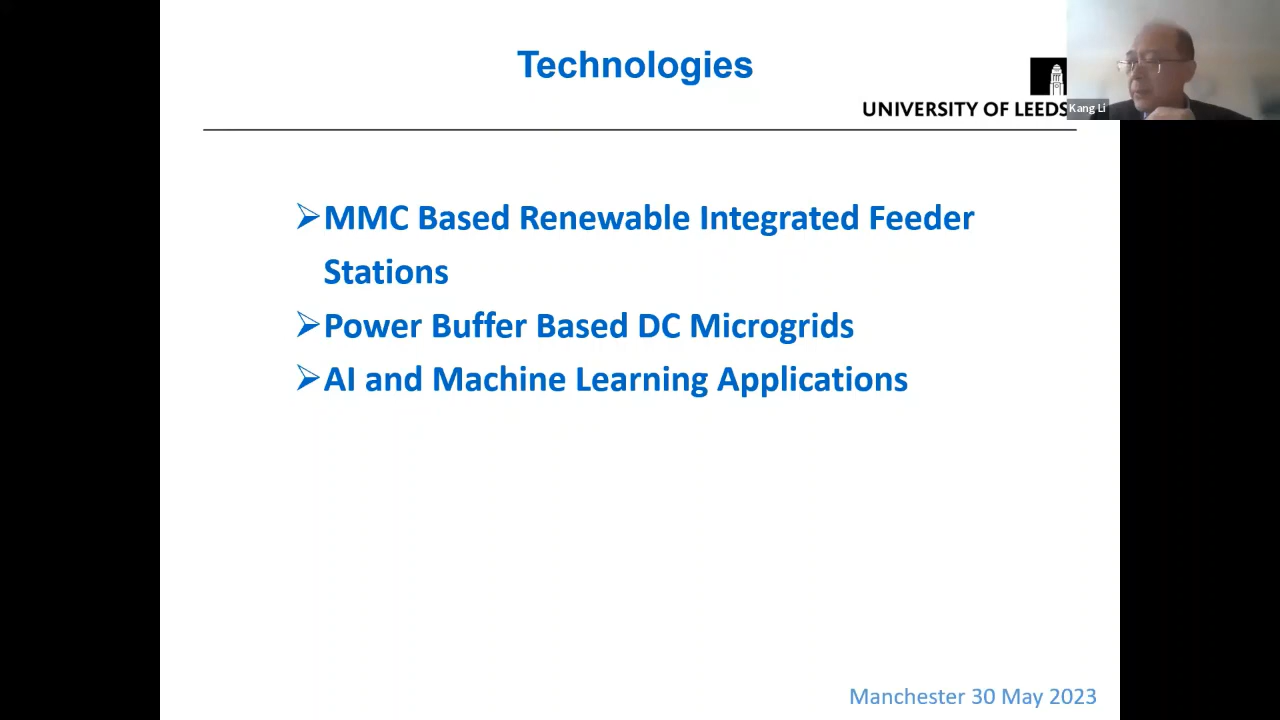 Technologies
UNIVERSITY OF LEEDS
Kang Li
➢MMC Based Renewable Integrated Feeder
Stations
➢Power Buffer Based DC Microgrids
➢AI and Machine Learning Applications
Manchester 30 May 2023